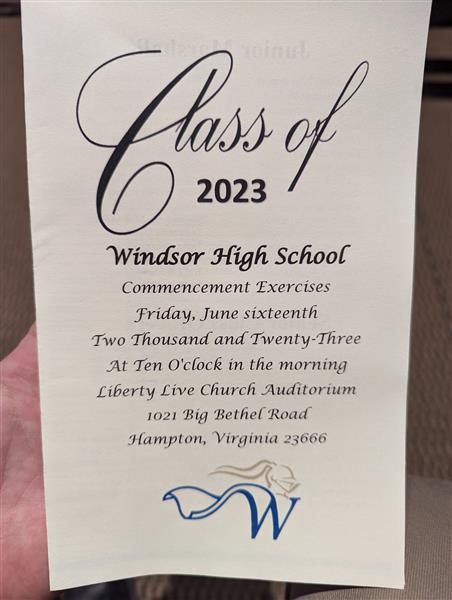 Class of
2023
Windsor High School
Commencement Exercises
Friday, June sixteenth
Two Thousand and Twenty-Three
At Ten O'clock in the morning
Liberty Live Church Auditorium
1021 Big Bethel Road
Hampton, Virginia 23666
W